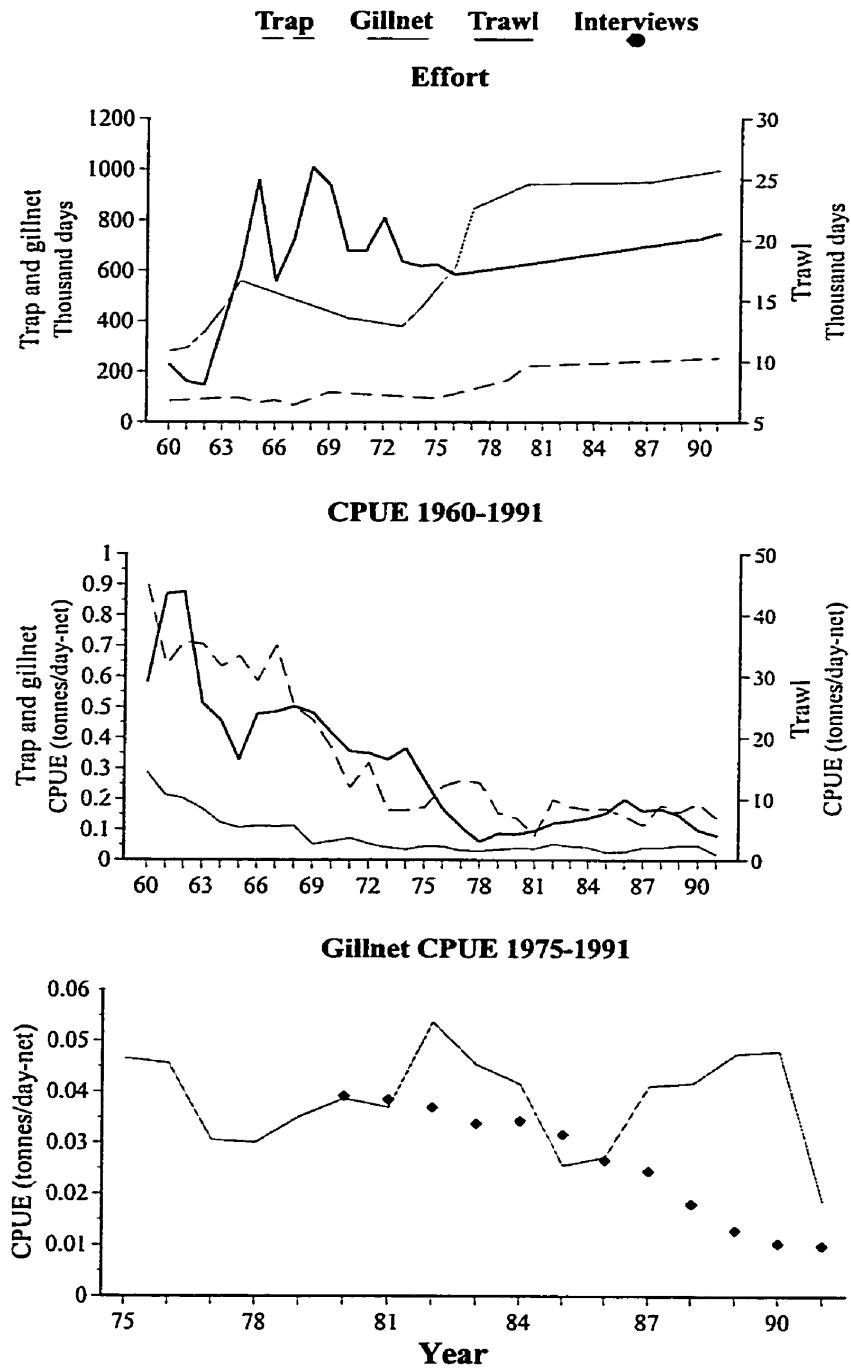 Trap Gillnet Trawl Interviews
Effort
Trap and gillnet
Thousand days
1200
1000
800
600
400
200
0
30
25
20
15
10
5
Trawl
Thousand days
60 63 66 69 72 75 78 81 84 87 90
CPUE 1960-1991
Trap and gillnet
CPUE (tonnes/day-net)
1
0.9
0.8
0.7
0.6
0.5
0.4
0.3
0.2
0.1
0
50
40
30
20
10
0
Trawl
CPUE (tonnes/day-net)
60 63 66 69 72 75 78 81 84 87 90
Gillnet CPUE 1975-1991
CPUE (tonnes/day-net)
0.06
0.05
0.04
0.03
0.02
0.01
0
75 78 81 84 87 90
Year